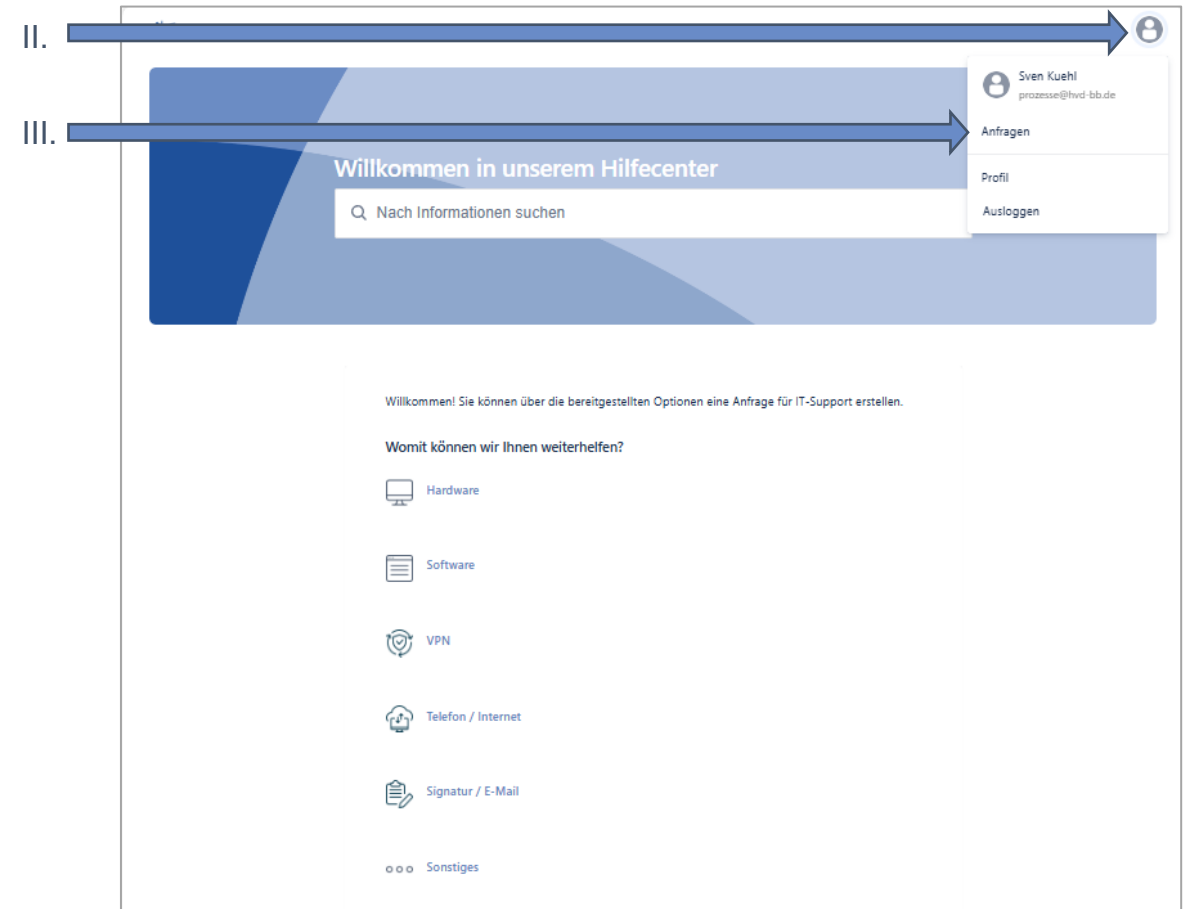 II.
Sven Kuehl
prozesse@hvd-bb.de
III.
Anfragen
Willkommen in unserem Hilfecenter
Profil
Nach Informationen suchen
Ausloggen
Willkommen! Sie können über die bereitgestellten Optionen eine Anfrage für IT-Support erstellen.
Womit können wir Ihnen weiterhelfen?
Hardware
Software
VPN
Telefon / Internet
Signatur / E-Mail
Sonstiges